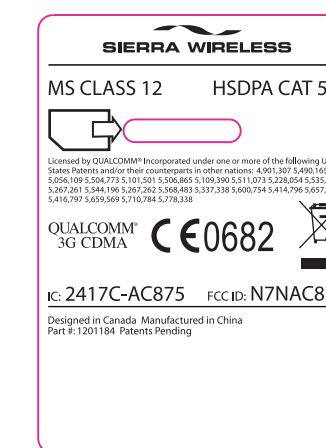 SIERRA WIRELESS
MS CLASS 12 HSDPA CAT 5
Licensed by QUALCOMM® Incorporated under one or more of the following U
States Patents and/or their counterparts in other nations: 4,901,307 5,490,165
5,056,109 5,504,773 5,101,501 5,506,865 5,109,390 5,511,073 5,228,054 5,535,
5,267,261 5,544,196 5,267,262 5,568,483 5,337,338 5,600,754 5,414,796 5,657,
5,416,797 5,659,569 5,710,784 5,778,338
QUALCOMM®
3G CDMA
CE0682
IC: 2417C-AC875 FCC ID: N7NAC8
Designed in Canada Manufactured in China
Part #: 1201184 Patents Pending